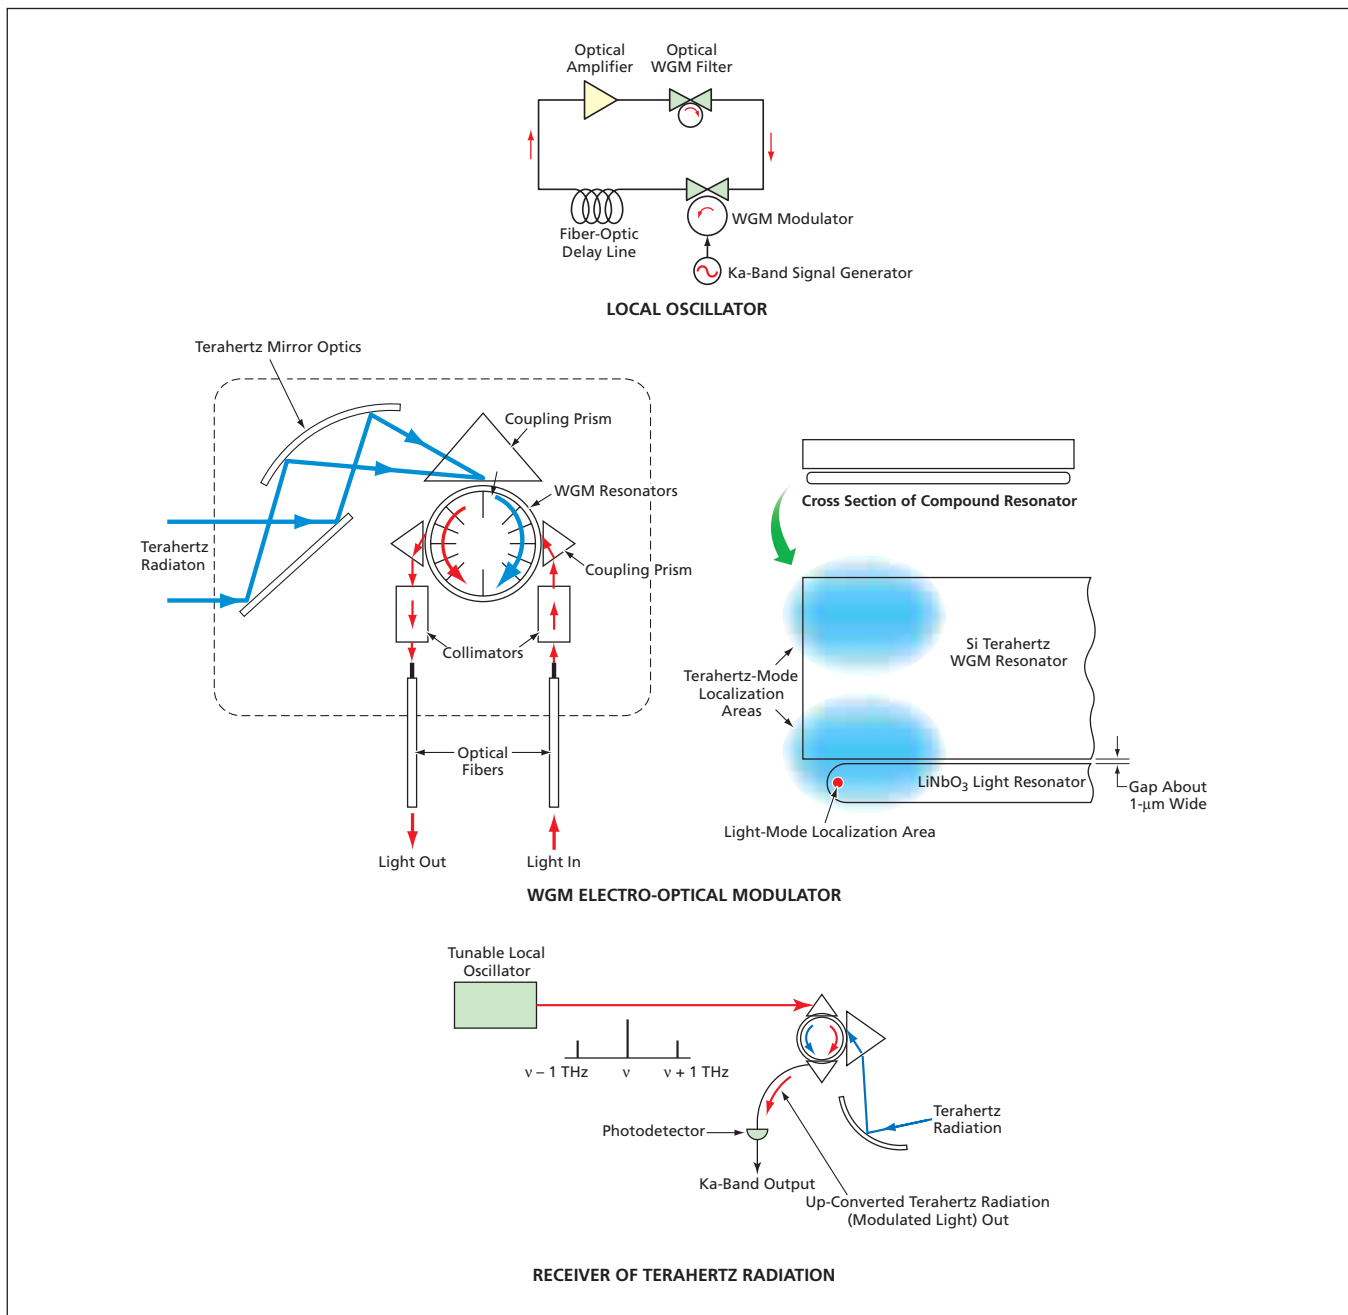 Optical
Amplifier
Optical
WGM Filter
Fiber-Optic
Delay Line
WGM Modulator
Ka-Band Signal Generator
LOCAL OSCILLATOR
Terahertz Mirror Optics
Coupling Prism
WGM Resonators
Terahertz
Radiaton
Coupling Prism
Collimators
Optical
Fibers
Light Out
Light In
Cross Section of Compound Resonator
Si Terahertz
WGM Resonator
Terahertz-Mode
Localization
Areas
LiNbO3 Light Resonator
Gap About
1-μm Wide
Light-Mode Localization Area
WGM ELECTRO-OPTICAL MODULATOR
Tunable Local
Oscillator
ν – 1 THz
ν
ν + 1 THz
Terahertz
Radiation
Photodetector
Ka-Band Output
Up-Converted Terahertz Radiation
(Modulated Light) Out
RECEIVER OF TERAHERTZ RADIATION